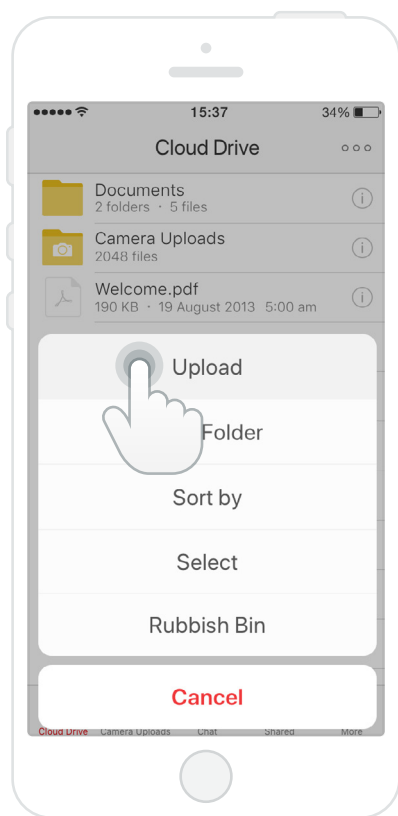 15:37 34%
Cloud Drive
Documents
2 folders · 5 files
Camera Uploads
2048 files
Welcome.pdf
190 KB · 19 August 2013 5:00 am
Upload
Folder
Sort by
Select
Rubbish Bin
Cancel
Cloud Drive Camera Uploads Chat Shared More